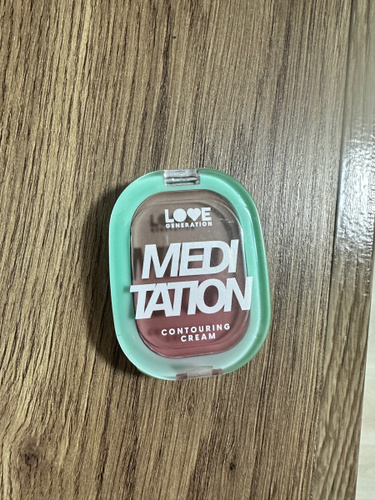 LOVE
GENERATION
MEDI
TATION
CONTOURING
CREAM